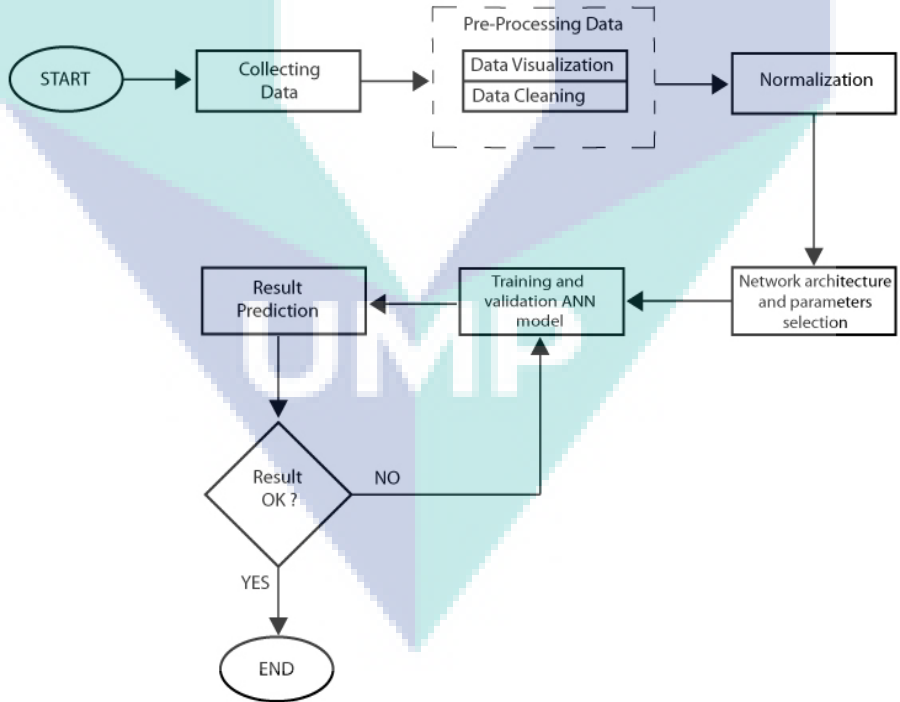 START
Collecting
Data
Pre-Processing Data
Data Visualization
Data Cleaning
Normalization
Network architecture
and parameters
selection
Training and
validation ANN
model
Result
Prediction
UMP
Result
OK ?
NO
YES
END